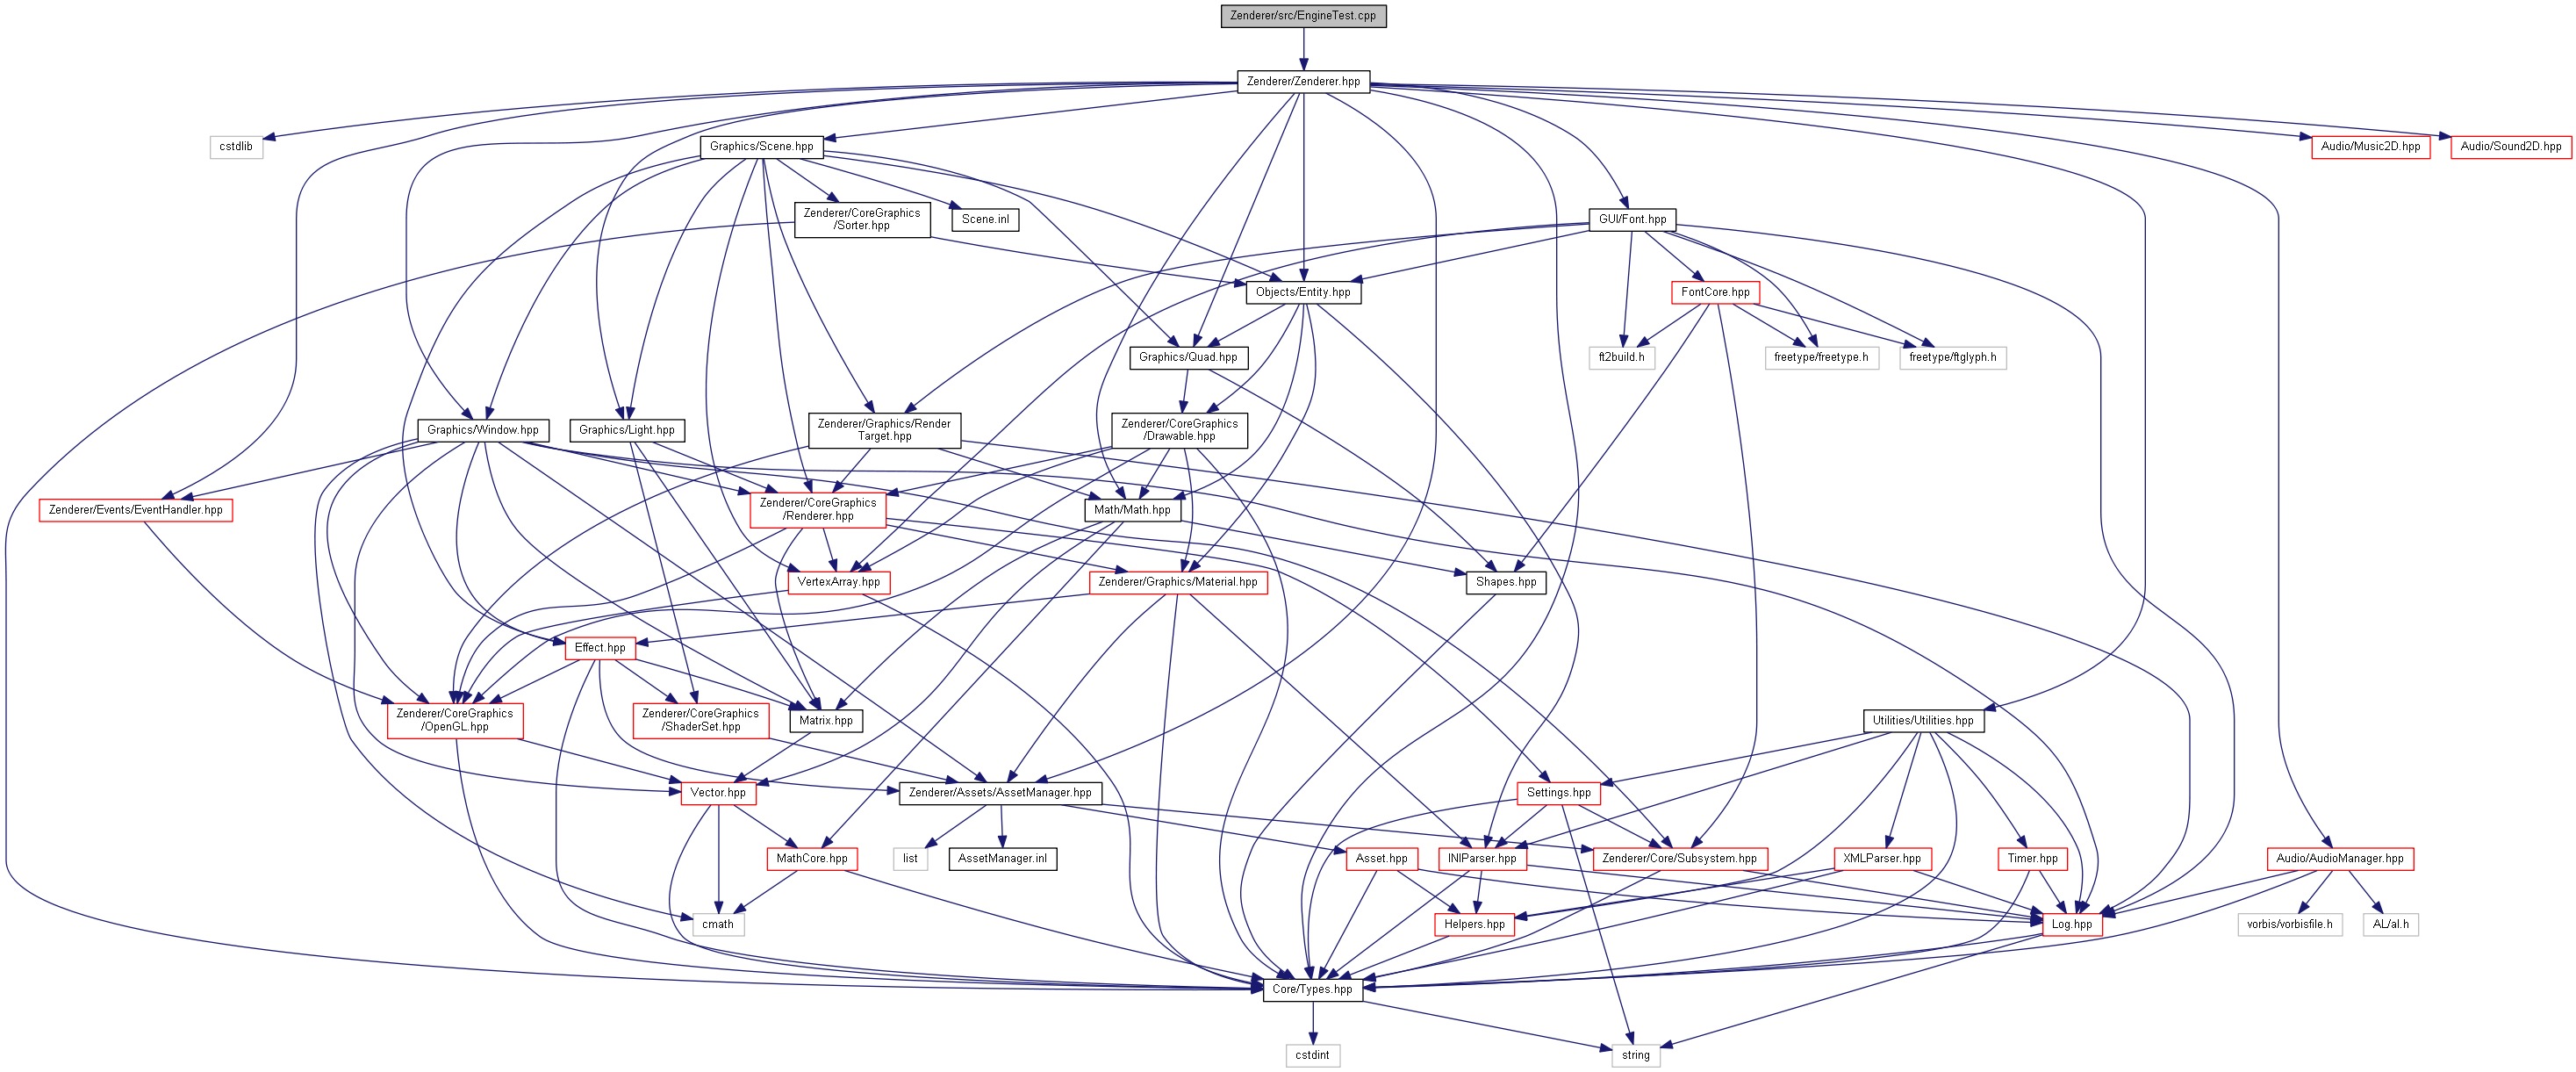 Zenderer/src/EngineTest.cpp
Zenderer/Zenderer.hpp
cstdlib
Graphics/Scene.hpp
Audio/Music2D.hpp
Audio/Sound2D.hpp
Zenderer/CoreGraphics
/Sorter.hpp
Scene.inl
GUI/Font.hpp
Objects/Entity.hpp
FontCore.hpp
Graphics/Quad.hpp
ft2build.h
freetype/freetype.h
freetype/ftglyph.h
Graphics/Window.hpp
Graphics/Light.hpp
Zenderer/Graphics/Render
Target.hpp
Zenderer/CoreGraphics
/Drawable.hpp
Zenderer/Events/EventHandler.hpp
Zenderer/CoreGraphics
/Renderer.hpp
Math/Math.hpp
VertexArray.hpp
Zenderer/Graphics/Material.hpp
Shapes.hpp
Effect.hpp
Zenderer/CoreGraphics
/OpenGL.hpp
Zenderer/CoreGraphics
/ShaderSet.hpp
Matrix.hpp
Utilities/Utilities.hpp
Vector.hpp
Zenderer/Assets/AssetManager.hpp
Settings.hpp
MathCore.hpp
list
AssetManager.inl
Asset.hpp
INIParser.hpp
Zenderer/Core/Subsystem.hpp
XMLParser.hpp
Timer.hpp
Audio/AudioManager.hpp
cmath
Helpers.hpp
Log.hpp
vorbis/vorbisfile.h
AL/al.h
Core/Types.hpp
cstdint
string